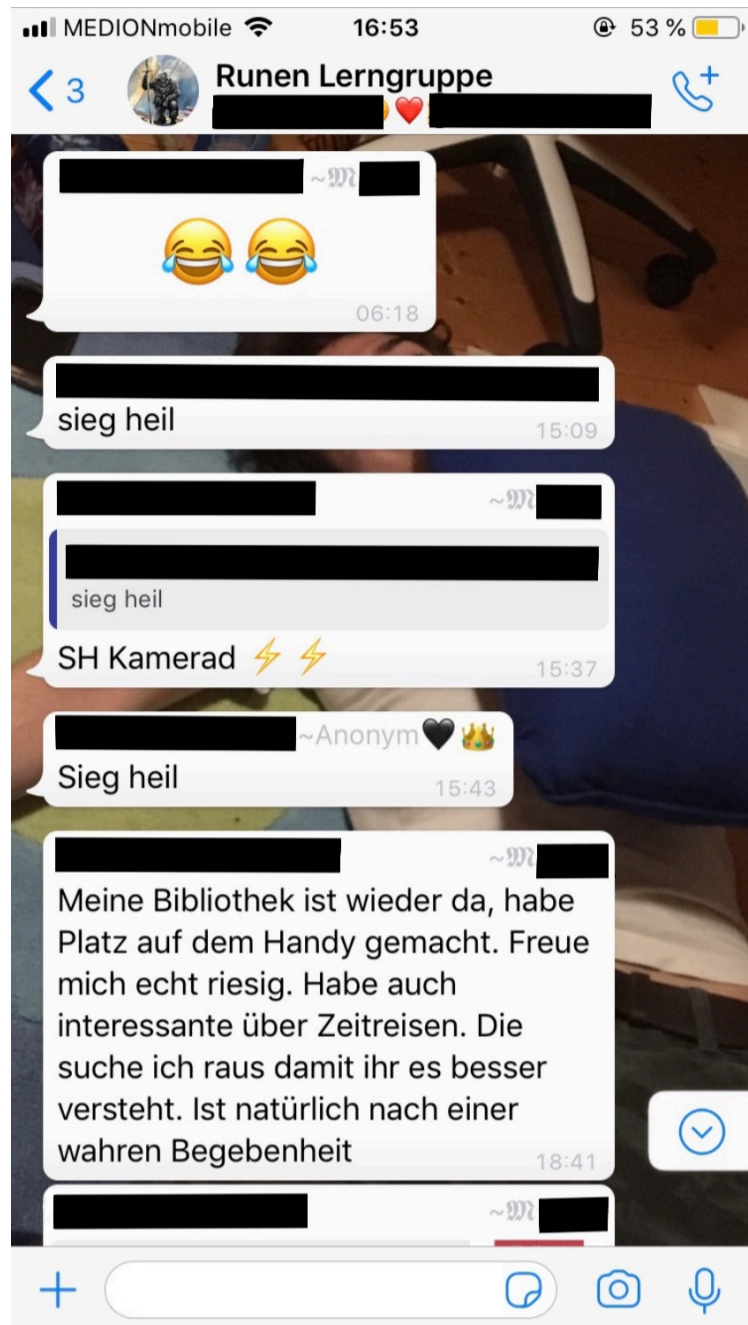 MEDIONmobile 16:53 53 %
3 Runen Lerngruppe
~𝔐
06:18
sieg heil
15:09
~𝔐
sieg heil
SH Kamerad ⚡ ⚡
15:37
~Anonym🖤👑
Sieg heil
15:43
~𝔐
Meine Bibliothek ist wieder da, habe
Platz auf dem Handy gemacht. Freue
mich echt riesig. Habe auch
interessante über Zeitreisen. Die
suche ich raus damit ihr es besser
versteht. Ist natürlich nach einer
wahren Begebenheit
18:41
~𝔐